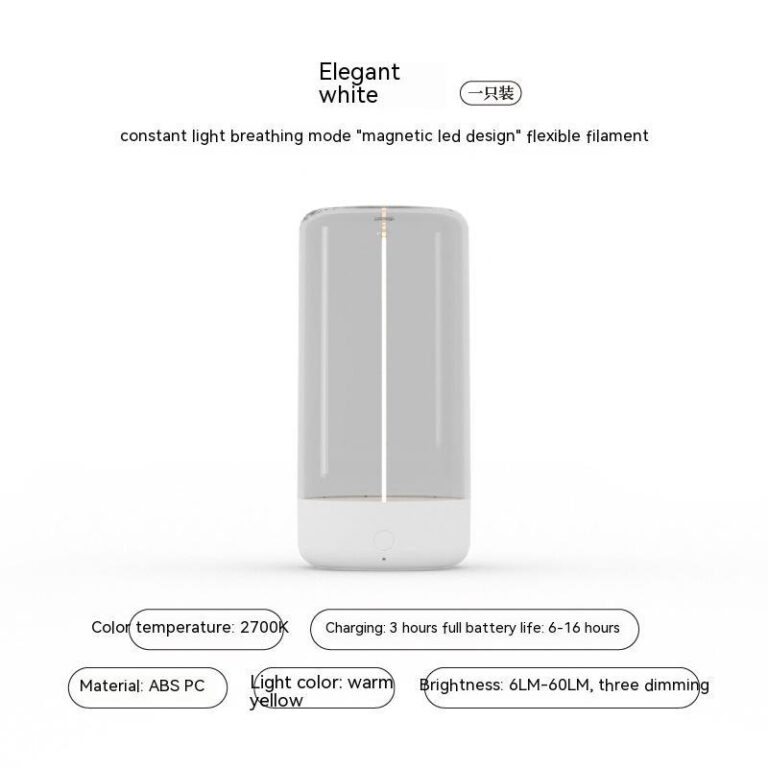 Elegant
white
一只装
constant light breathing mode "magnetic led design" flexible filament
Color temperature: 2700K
Charging: 3 hours full battery life: 6-16 hours
Material: ABS PC
Light color: warm
yellow
Brightness: 6LM-60LM, three dimming